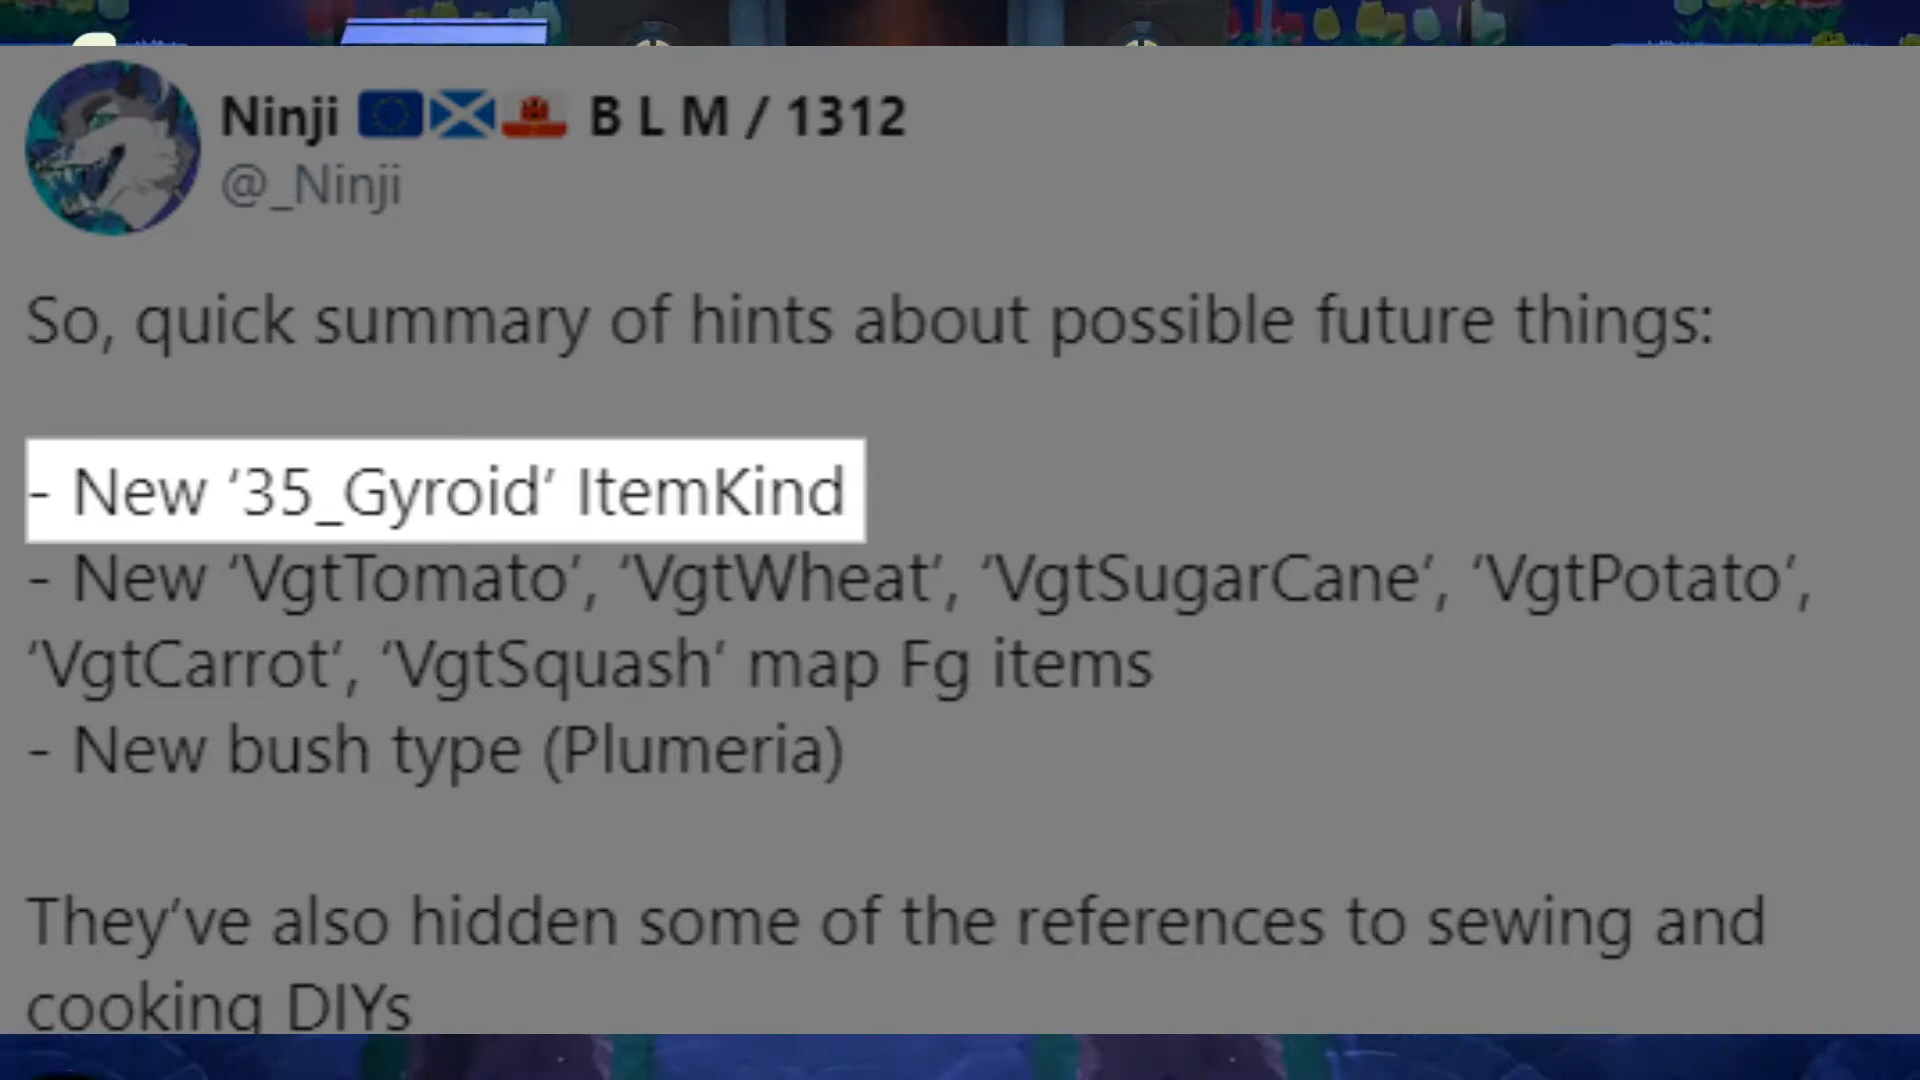 Ninji 🇪🇺🏴󠁧󠁢󠁳󠁣󠁴󠁿🇬🇮 B L M / 1312
@_Ninji
So, quick summary of hints about possible future things:
- New ‘35_Gyroid’ ItemKind
- New ‘VgtTomato’, ‘VgtWheat’, ‘VgtSugarCane’, ‘VgtPotato’,
‘VgtCarrot’, ‘VgtSquash’ map Fg items
- New bush type (Plumeria)
They’ve also hidden some of the references to sewing and
cooking DIYs